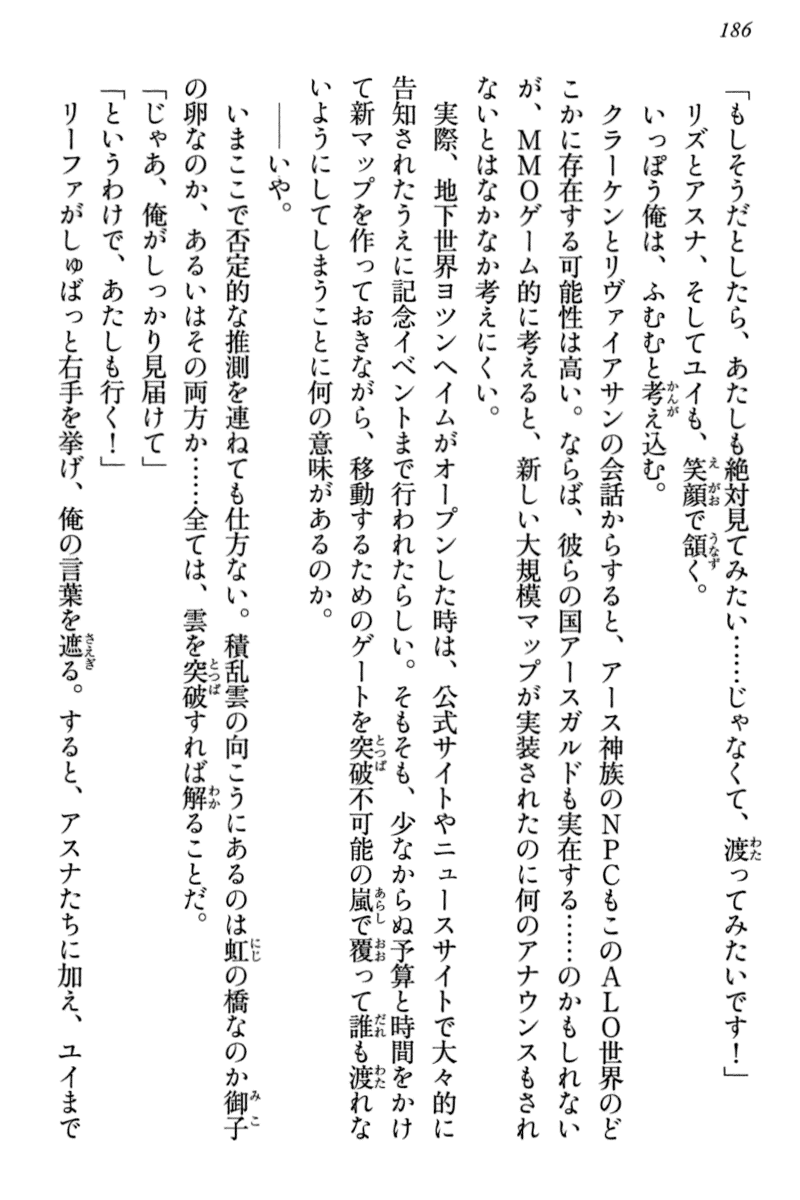 186
「もしそうだとしたら、あたしも絶対見てみたい……じゃなくて、渡ってみたいです！」
リズとアスナ、そしてユイも、笑顔で頷く。
いっぽう俺は、ふむむと考え込む。
クラーケンとリヴァイアサンの会話からすると、アース神族のNPCもこのALO世界のど
こかに存在する可能性は高い。ならば、彼らの国アースガルドも実在する……のかもしれない
が、MMOゲーム的に考えると、新しい大規模マップが実装されたのに何のアナウンスもされ
ないとはなかなか考えにくい。
実際、地下世界ヨツンヘイムがオープンした時は、公式サイトやニュースサイトで大々的に
告知されたうえに記念イベントまで行われたらしい。そもそも、少なからぬ予算と時間をかけ
て新マップを作っておきながら、移動するためのゲートを突破不可能の嵐で覆って誰も渡れな
いようにしてしまうことに何の意味があるのか。
――いや。
いまここで否定的な推測を連ねても仕方ない。積乱雲の向こうにあるのは虹の橋なのか御子
の卵なのか、あるいはその両方か……全ては、雲を突破すれば解ることだ。
「じゃあ、俺がしっかり見届けて」
「というわけで、あたしも行く！」
リーファがしゅばっと右手を挙げ、俺の言葉を遮る。すると、アスナたちに加え、ユイまで